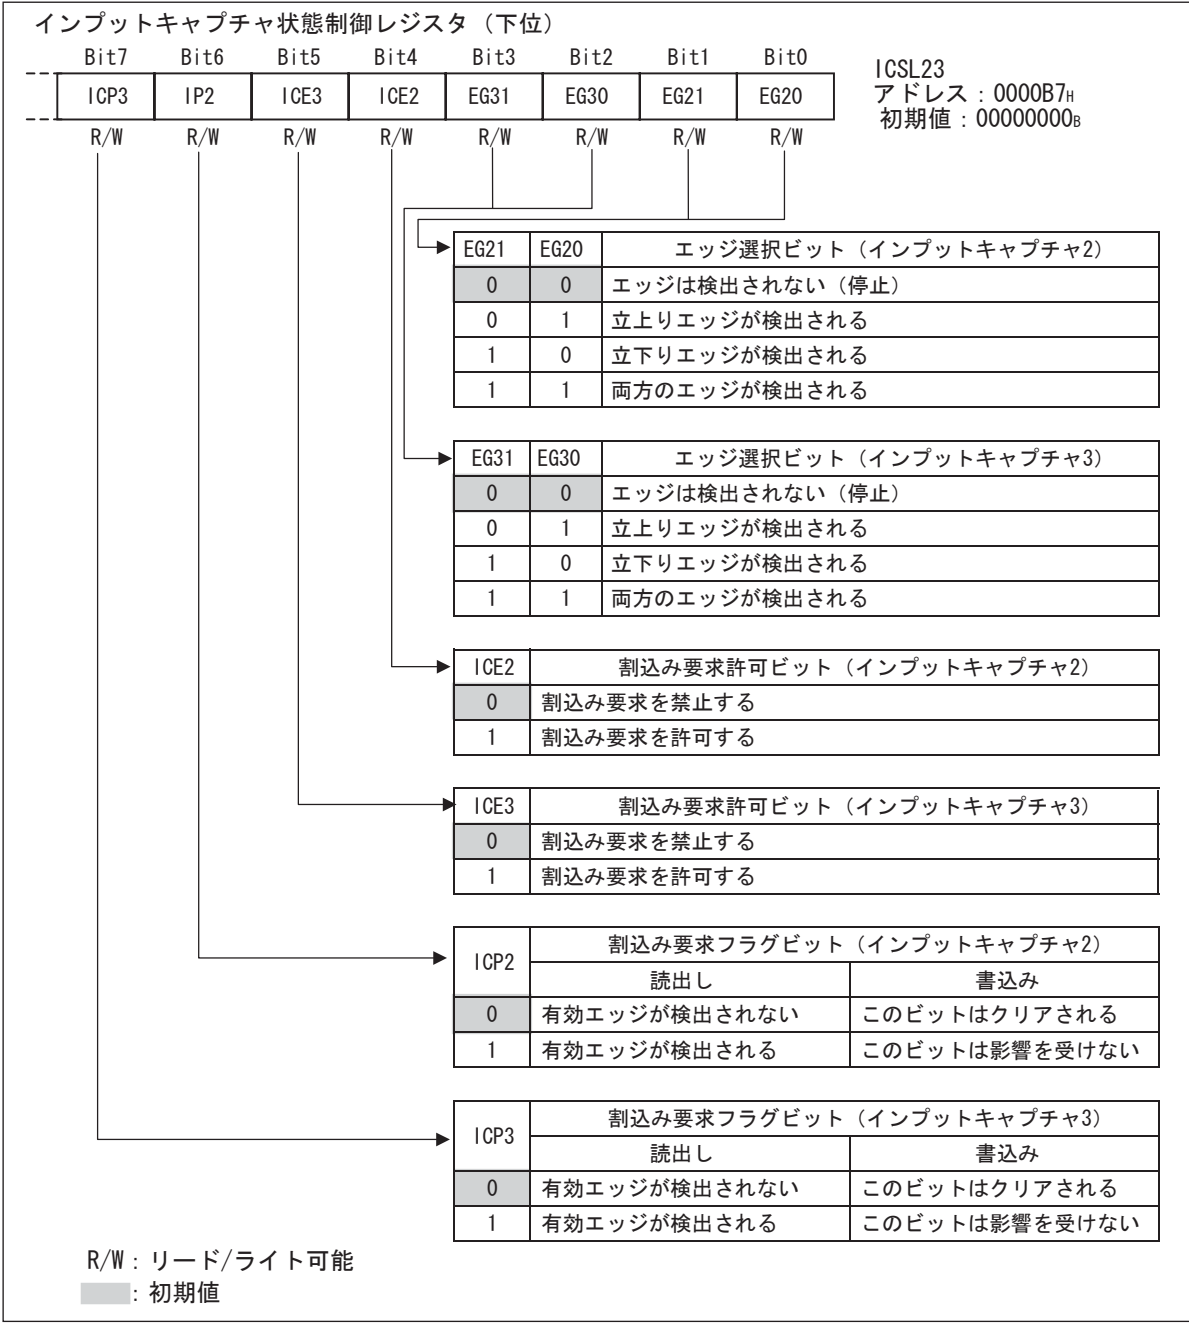 インプットキャプチャ状態制御レジスタ（下位）
Bit7 Bit6 Bit5 Bit4 Bit3 Bit2 Bit1 Bit0
ICP3 IP2 ICE3 ICE2 EG31 EG30 EG21 EG20
R/W R/W R/W R/W R/W R/W R/W R/W
ICSL23
アドレス：0000B7H
初期値：00000000B
EG21 EG20 エッジ選択ビット（インプットキャプチャ2）
0 0 エッジは検出されない（停止）
0 1 立上りエッジが検出される
1 0 立下りエッジが検出される
1 1 両方のエッジが検出される
EG31 EG30 エッジ選択ビット（インプットキャプチャ3）
0 0 エッジは検出されない（停止）
0 1 立上りエッジが検出される
1 0 立下りエッジが検出される
1 1 両方のエッジが検出される
ICE2 割込み要求許可ビット（インプットキャプチャ2）
0 割込み要求を禁止する
1 割込み要求を許可する
ICE3 割込み要求許可ビット（インプットキャプチャ3）
0 割込み要求を禁止する
1 割込み要求を許可する
ICP2 割込み要求フラグビット（インプットキャプチャ2）
読出し 書込み
0 有効エッジが検出されない このビットはクリアされる
1 有効エッジが検出される このビットは影響を受けない
ICP3 割込み要求フラグビット（インプットキャプチャ3）
読出し 書込み
0 有効エッジが検出されない このビットはクリアされる
1 有効エッジが検出される このビットは影響を受けない
R/W：リード/ライト可能
：初期値